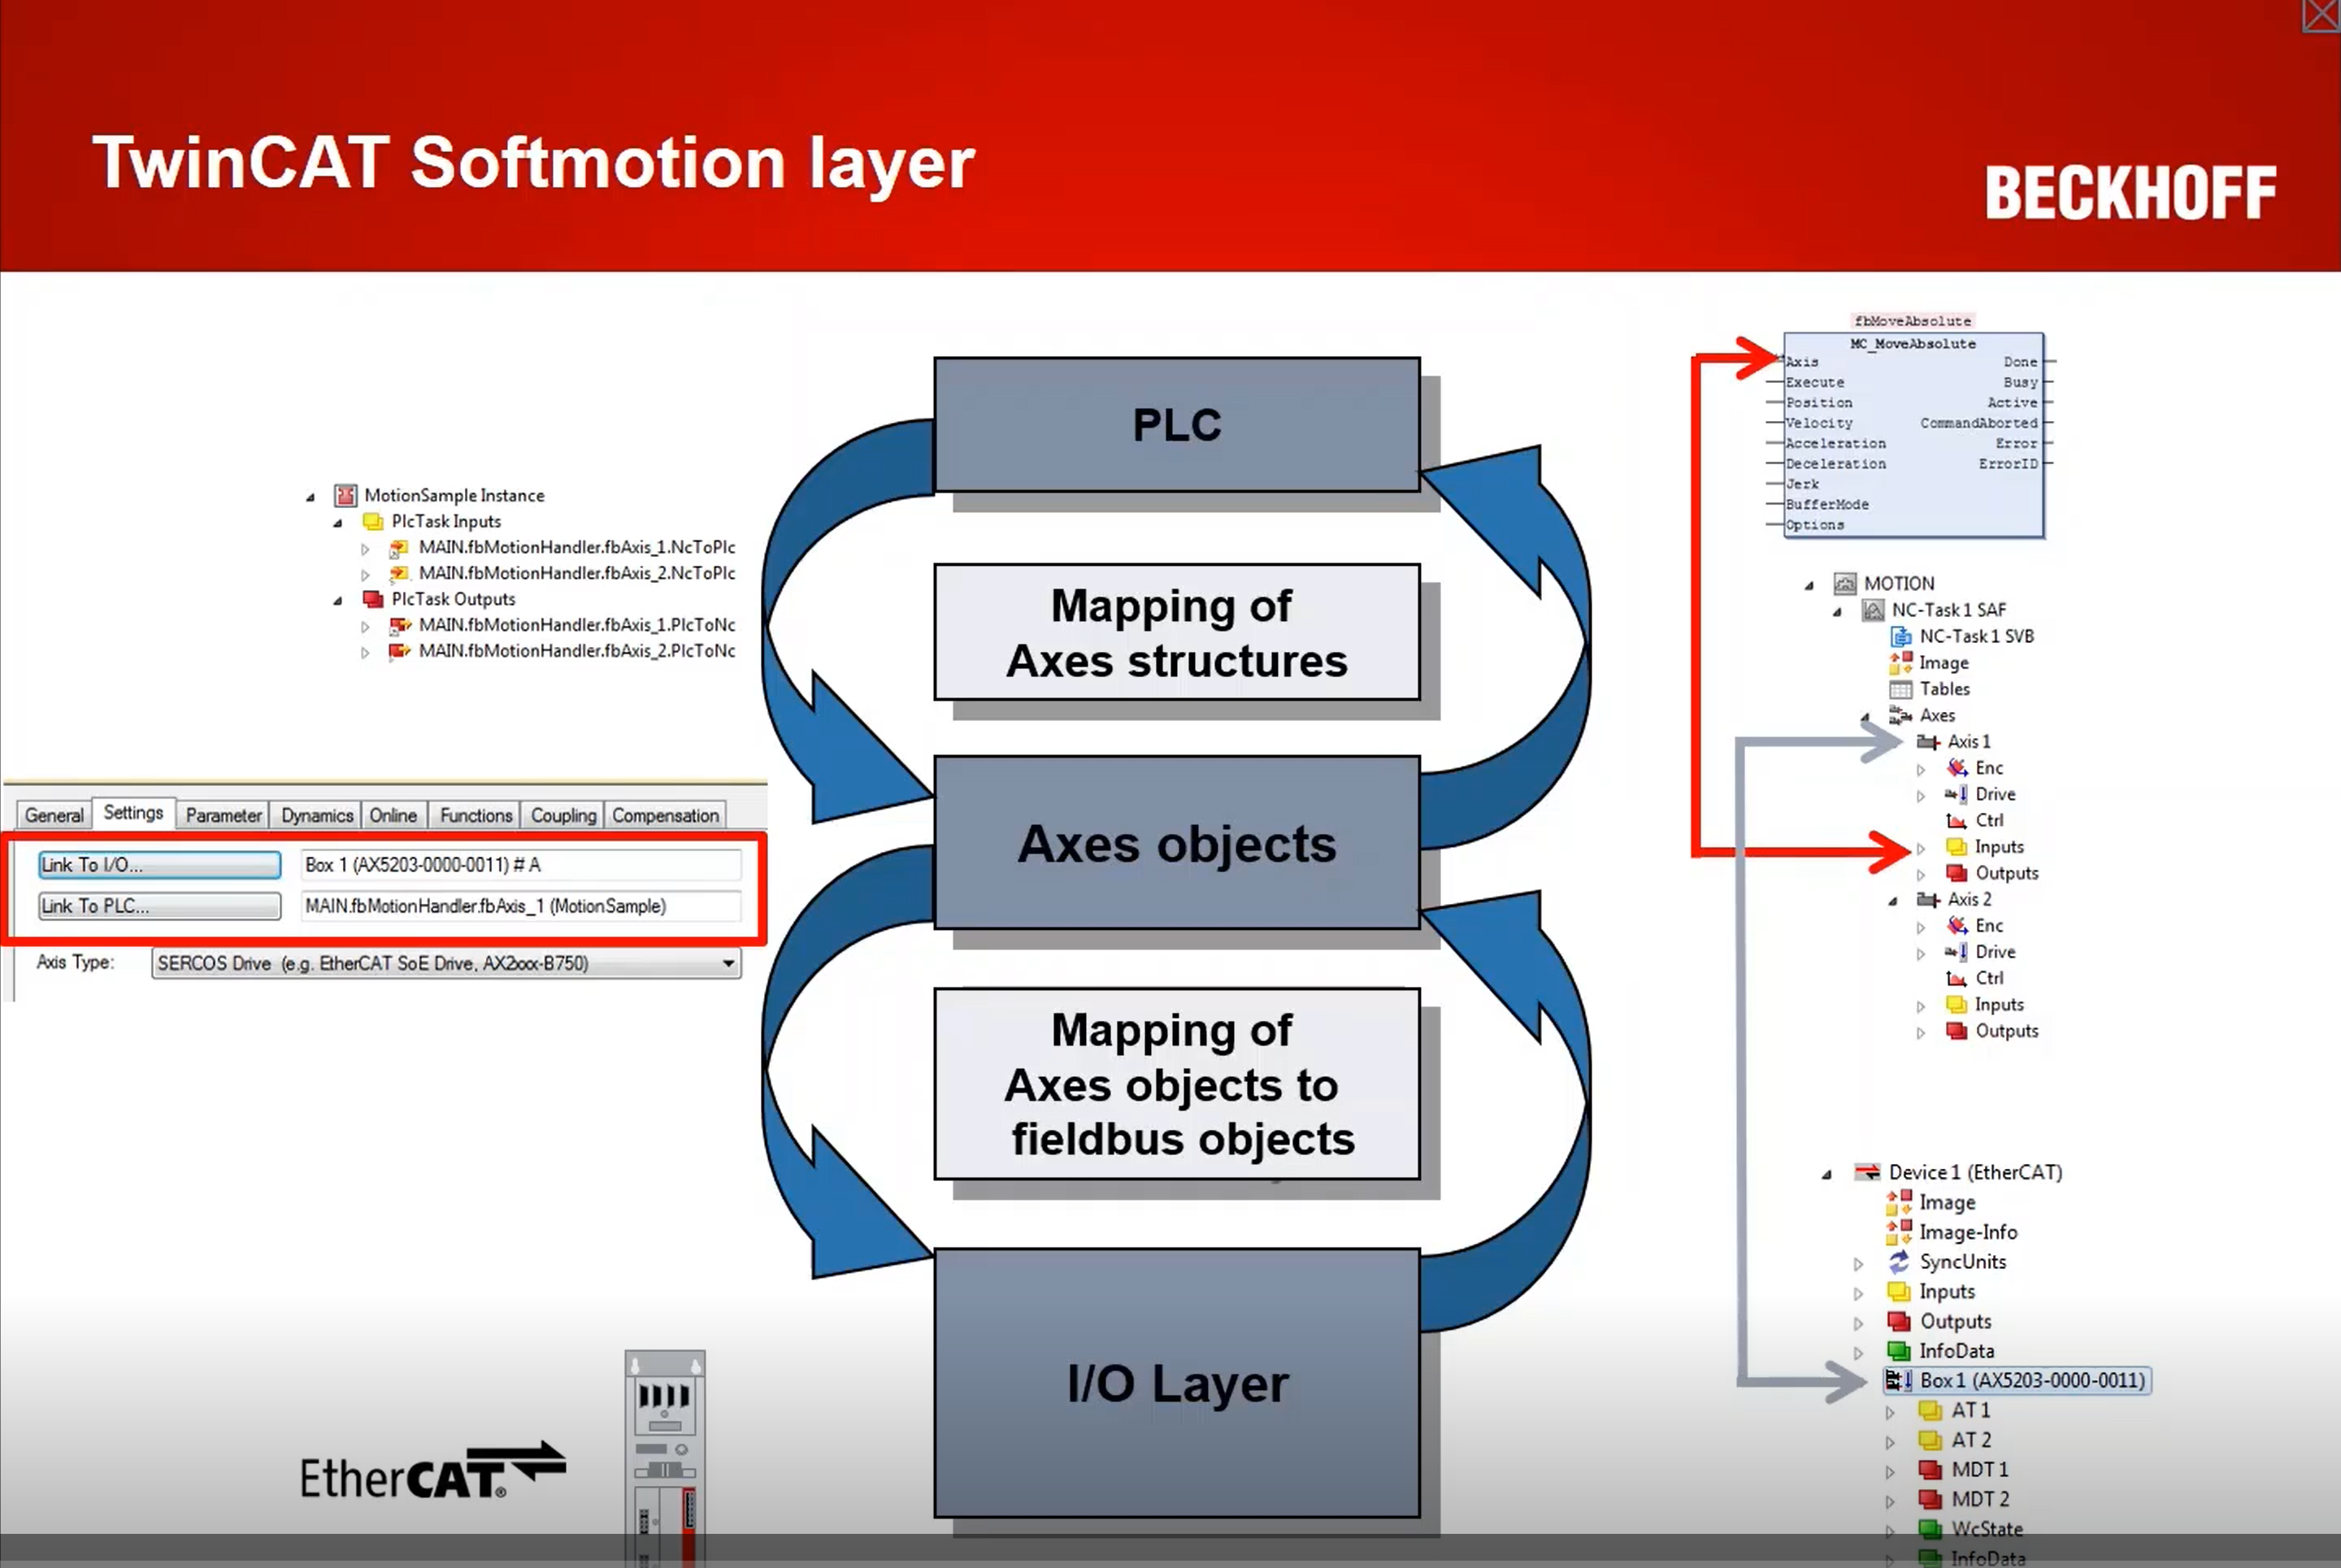 TwinCAT Softmotion layer
BECKHOFF
MotionSample Instance
PlcTask Inputs
MAIN.fbMotionHandler.fbAxis_1.NcToPlc
MAIN.fbMotionHandler.fbAxis_2.NcToPlc
PlcTask Outputs
MAIN.fbMotionHandler.fbAxis_1.PlcToNc
MAIN.fbMotionHandler.fbAxis_2.PlcToNc
General Settings Parameter Dynamics Online Functions Coupling Compensation
Link To I/O... Box 1 (AX5203-0000-0011) # A
Link To PLC... MAIN.fbMotionHandler.fbAxis_1 (MotionSample)
Axis Type: SERCOS Drive (e.g. EtherCAT SoE Drive, AX2xxx-B750)
EtherCAT®
PLC
Mapping of
Axes structures
Axes objects
Mapping of
Axes objects to
fieldbus objects
I/O Layer
fbMoveAbsolute
MC_MoveAbsolute
Axis Done
Execute Busy
Position Active
Velocity CommandAborted
Acceleration Error
Deceleration ErrorID
Jerk
BufferMode
Options
MOTION
NC-Task 1 SAF
NC-Task 1 SVB
Image
Tables
Axes
Axis 1
Enc
Drive
Ctrl
Inputs
Outputs
Axis 2
Enc
Drive
Ctrl
Inputs
Outputs
Device 1 (EtherCAT)
Image
Image-Info
SyncUnits
Inputs
Outputs
InfoData
Box 1 (AX5203-0000-0011)
AT 1
AT 2
MDT 1
MDT 2
WcState
InfoData